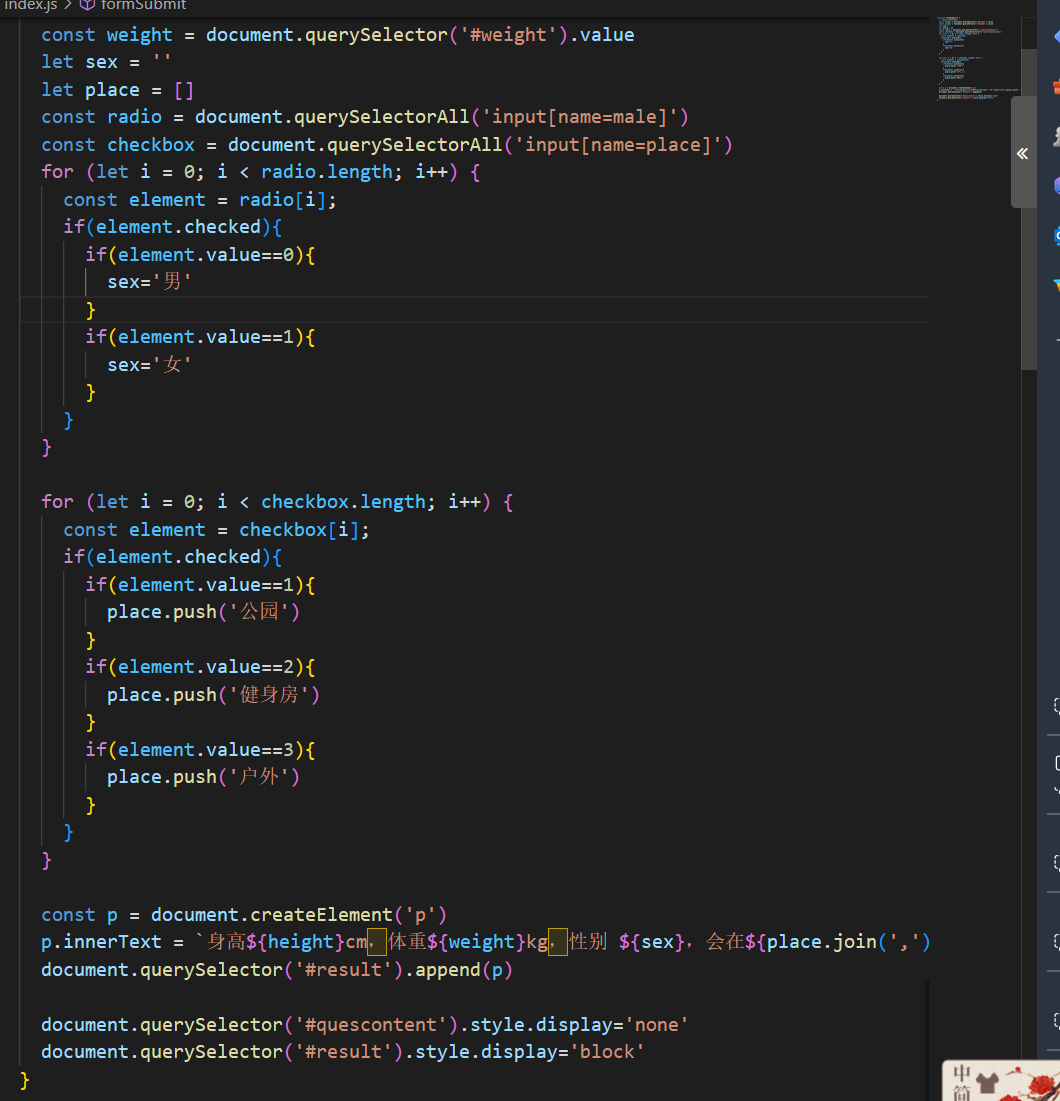 index.js > formSubmit
const weight = document.querySelector('#weight').value
let sex = ''
let place = []
const radio = document.querySelectorAll('input[name=male]')
const checkbox = document.querySelectorAll('input[name=place]')
for (let i = 0; i < radio.length; i++) {
const element = radio[i];
if(element.checked){
if(element.value==0){
sex='男'
}
if(element.value==1){
sex='女'
}
}
}
for (let i = 0; i < checkbox.length; i++) {
const element = checkbox[i];
if(element.checked){
if(element.value==1){
place.push('公园')
}
if(element.value==2){
place.push('健身房')
}
if(element.value==3){
place.push('户外')
}
}
}
const p = document.createElement('p')
p.innerText = `身高${height}cm，体重${weight}kg，性别 ${sex}，会在${place.join(',')
document.querySelector('#result').append(p)
document.querySelector('#quescontent').style.display='none'
document.querySelector('#result').style.display='block'
}
中
简